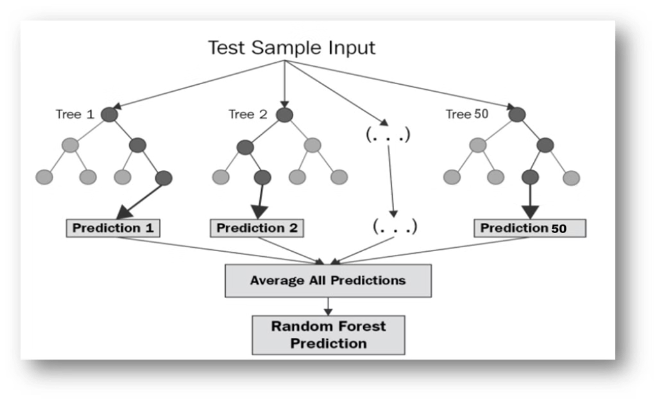 Test Sample Input
Tree 1
Tree 2
(. . .)
Tree 50
Prediction 1
Prediction 2
(. . .)
Prediction 50
Average All Predictions
Random Forest
Prediction